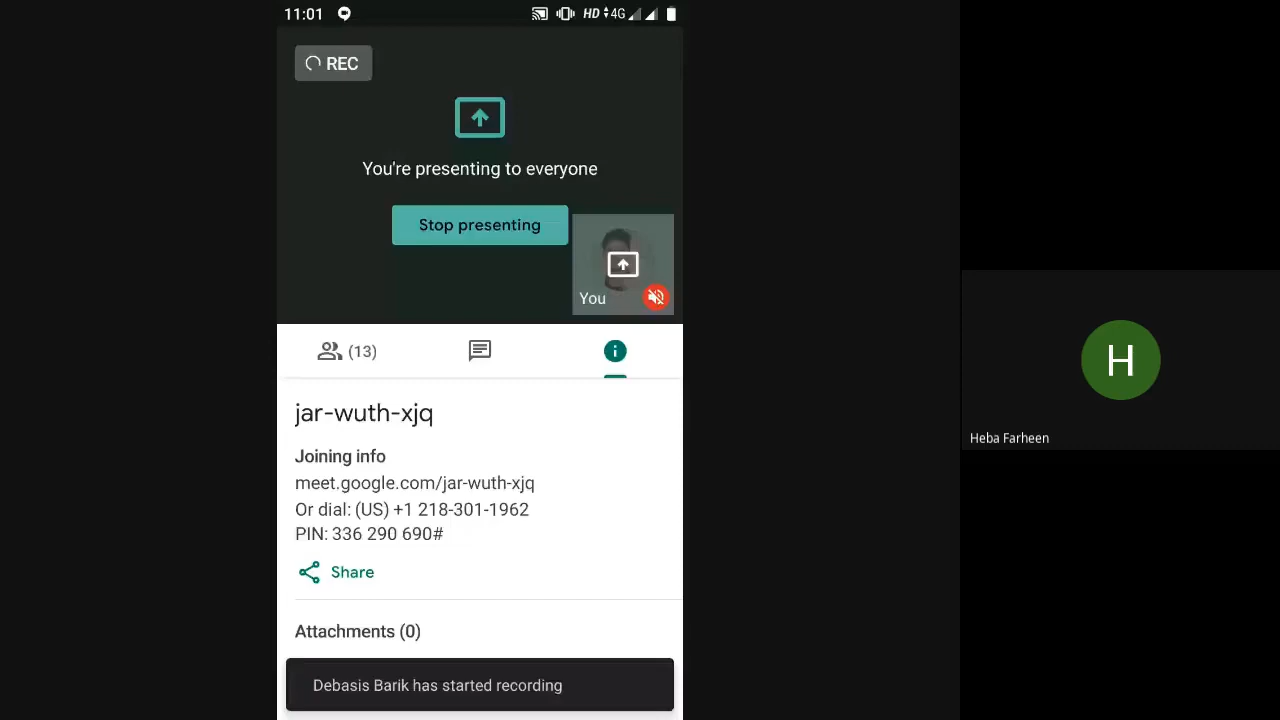 11:01
HD 4G
REC
You're presenting to everyone
Stop presenting
You
(13)
jar-wuth-xjq
Joining info
meet.google.com/jar-wuth-xjq
Or dial: (US) +1 218-301-1962
PIN: 336 290 690#
Share
Attachments (0)
Debasis Barik has started recording
H
Heba Farheen